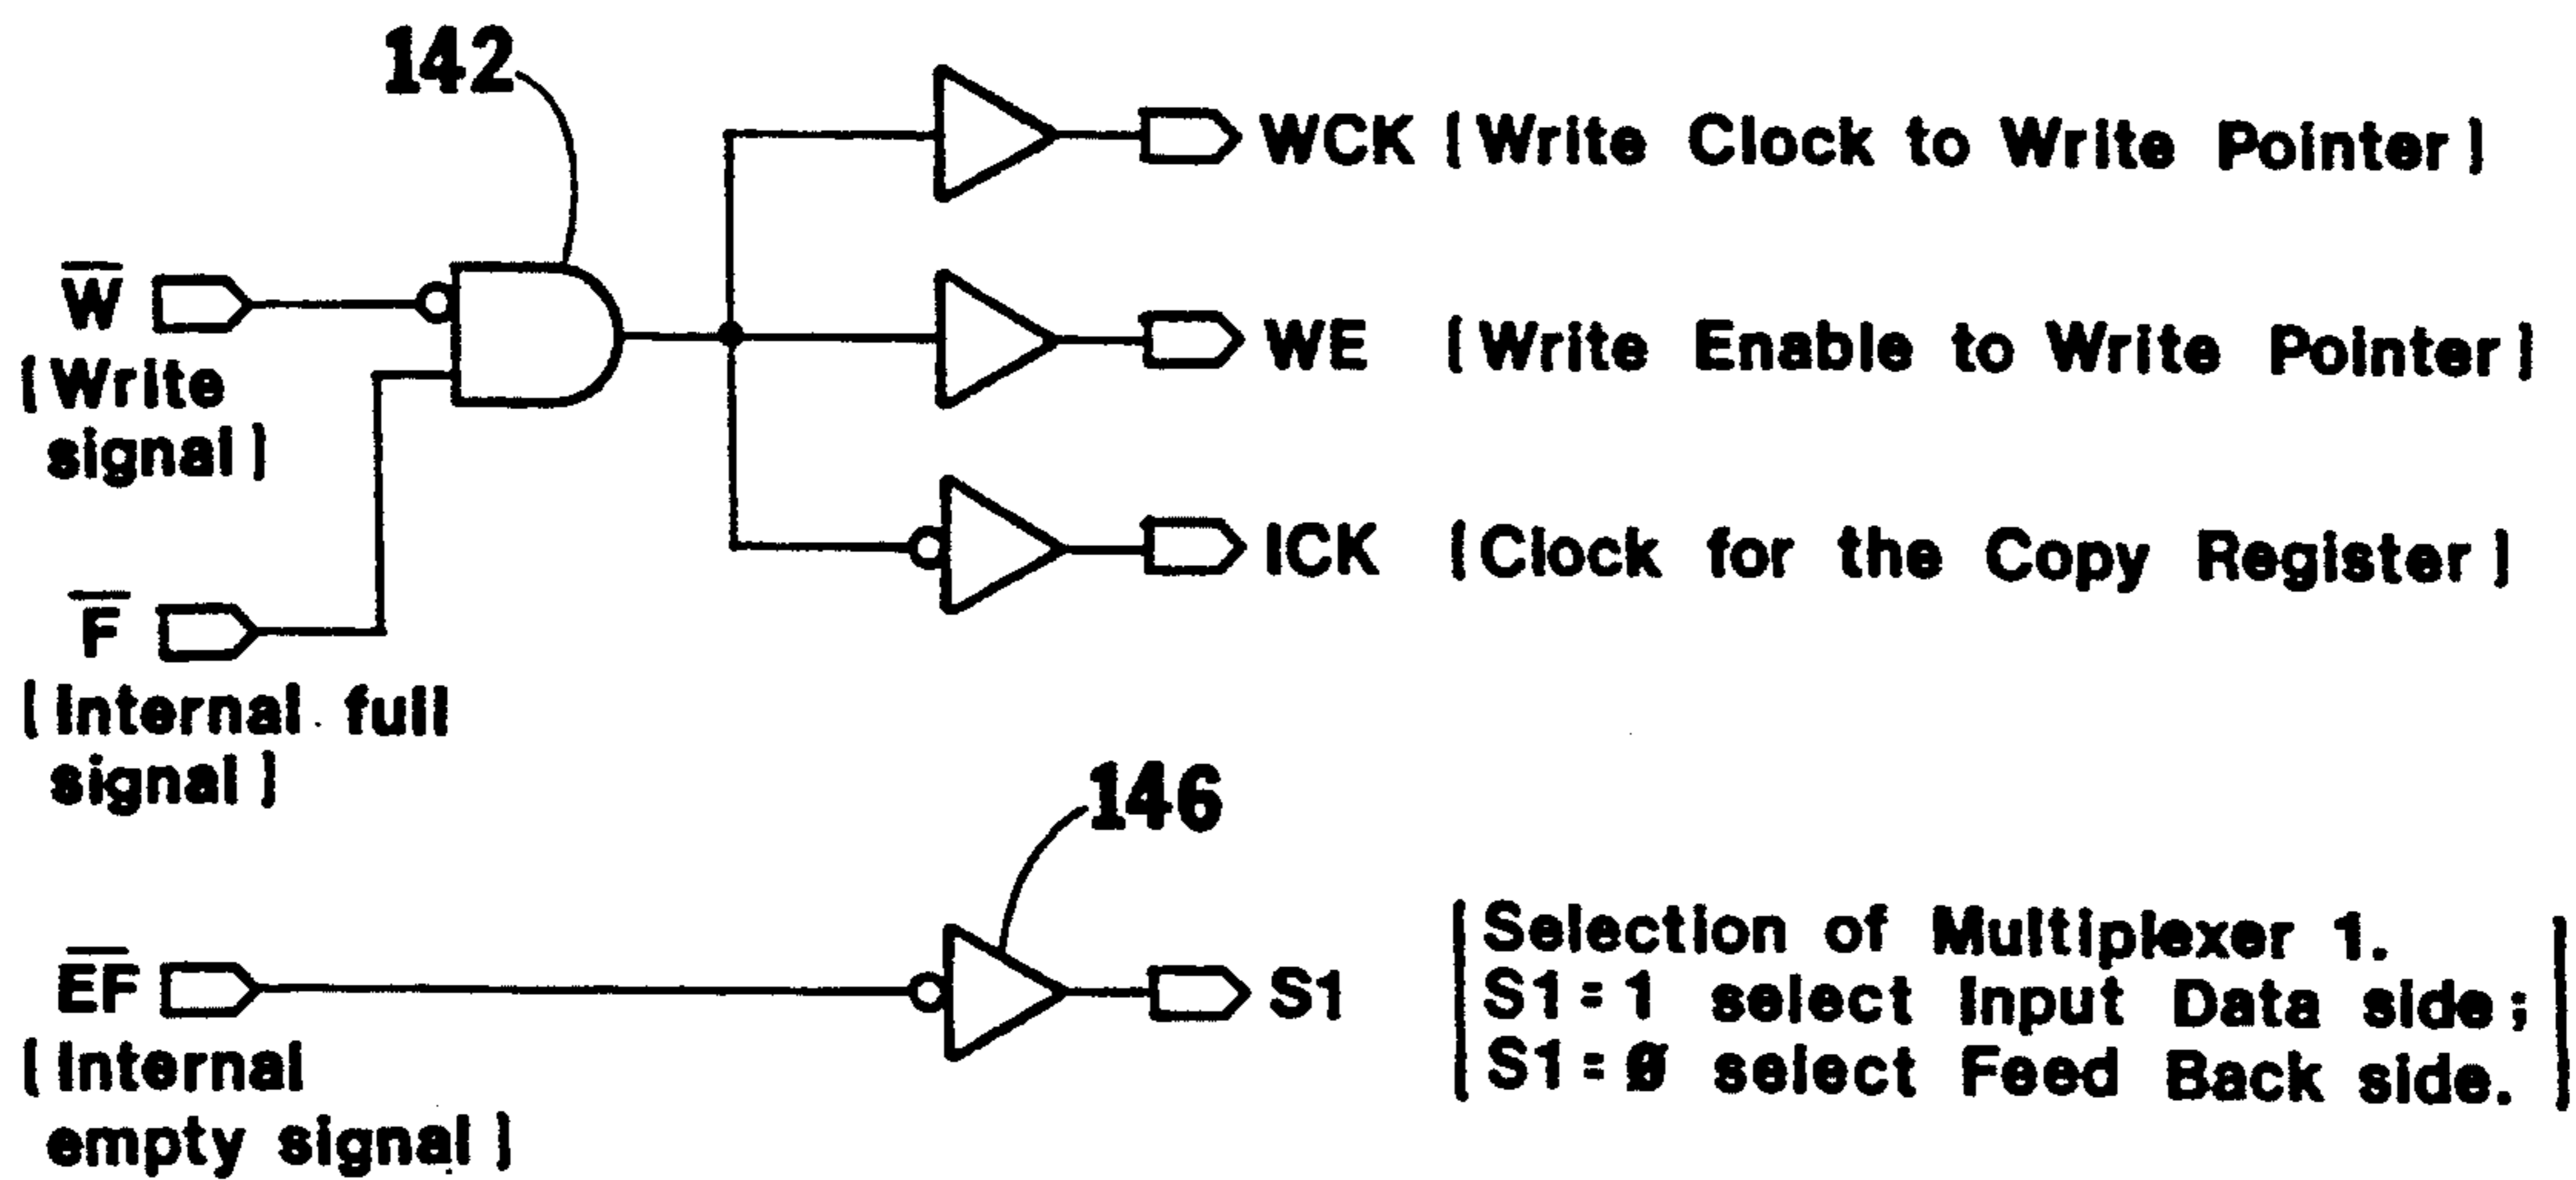 142
WCK (Write Clock to Write Pointer)
W̅
(Write
signal)
WE (Write Enable to Write Pointer)
ICK (Clock for the Copy Register)
F̅
(Internal full
signal)
146
E̅F̅
(Internal
empty signal)
S1
(Selection of Multiplexer 1.
S1=1 select Input Data side;
S1=Ø select Feed Back side.)